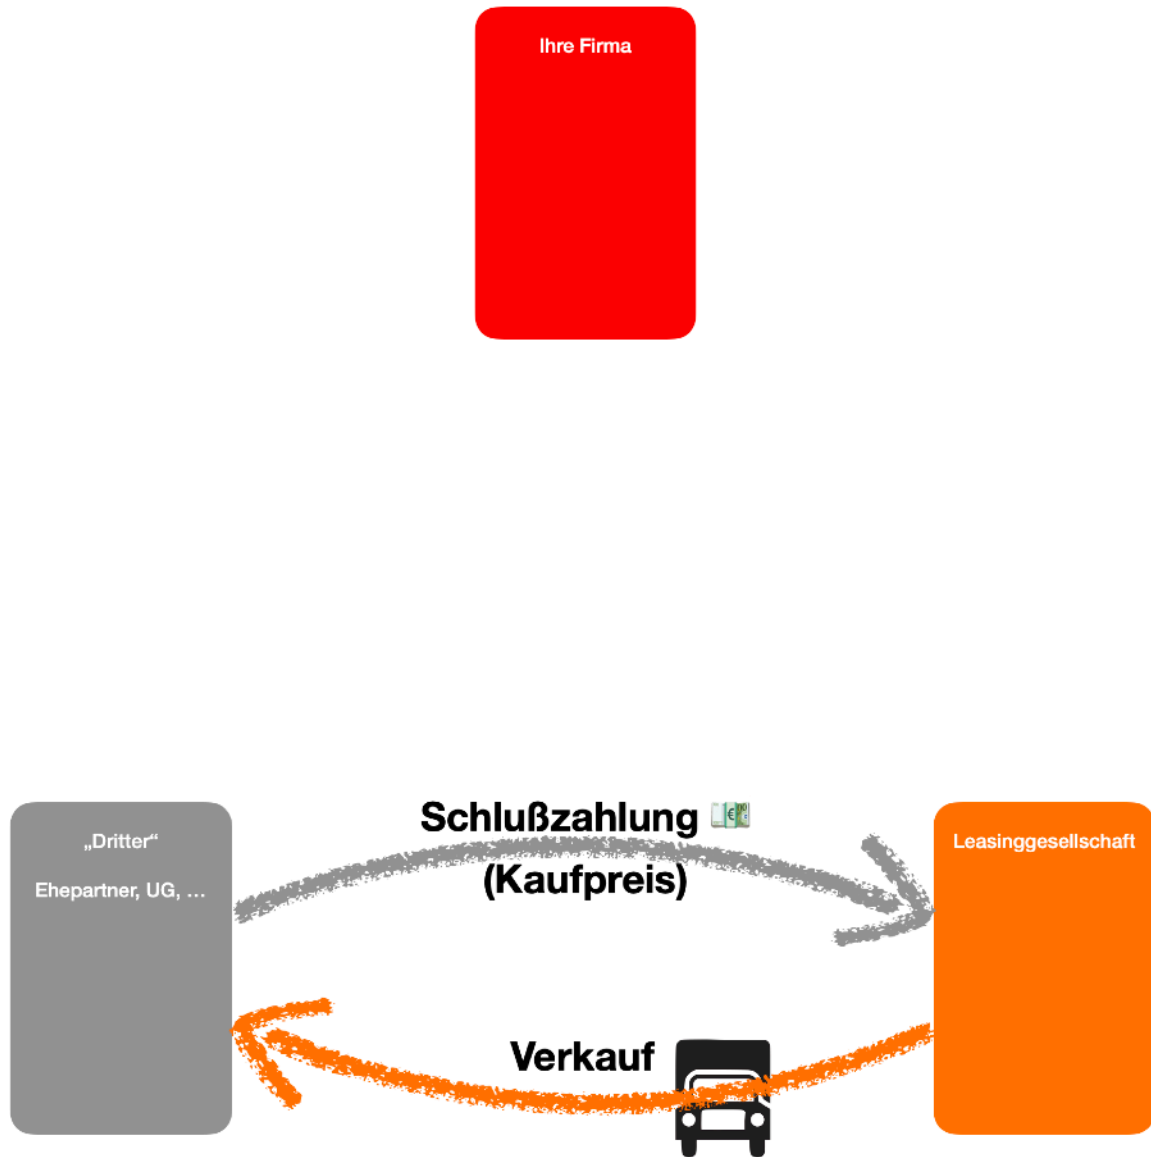 Ihre Firma
Schlußzahlung
(Kaufpreis)
„Dritter“
Ehepartner, UG, ...
Leasinggesellschaft
Verkauf